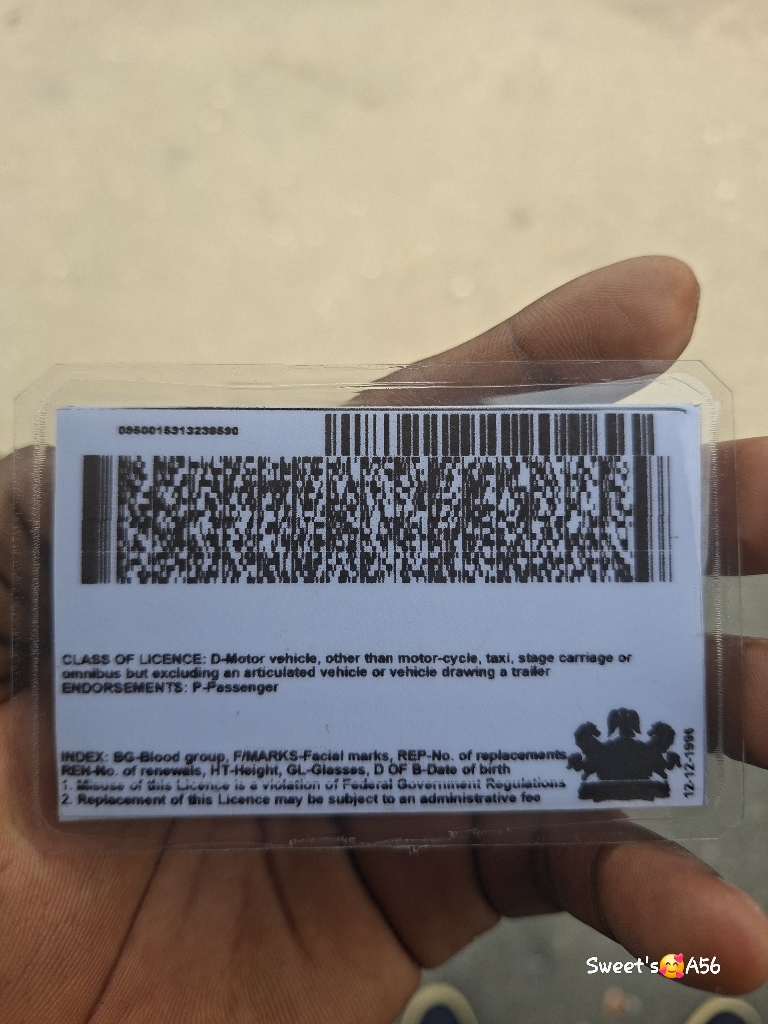 0950015313238590
CLASS OF LICENCE: D-Motor vehicle, other than motor-cycle, taxi, stage carriage or
omnibus but excluding an articulated vehicle or vehicle drawing a trailer
ENDORSEMENTS: P-Passenger
INDEX: BG-Blood group, F/MARKS-Facial marks, REP-No. of replacements,
REN-No. of renewals, HT-Height, GL-Glasses, D OF B-Date of birth
1. Misuse of this Licence is a violation of Federal Government Regulations
2. Replacement of this Licence may be subject to an administrative fee
12-12-1996
Sweet's🥰A56